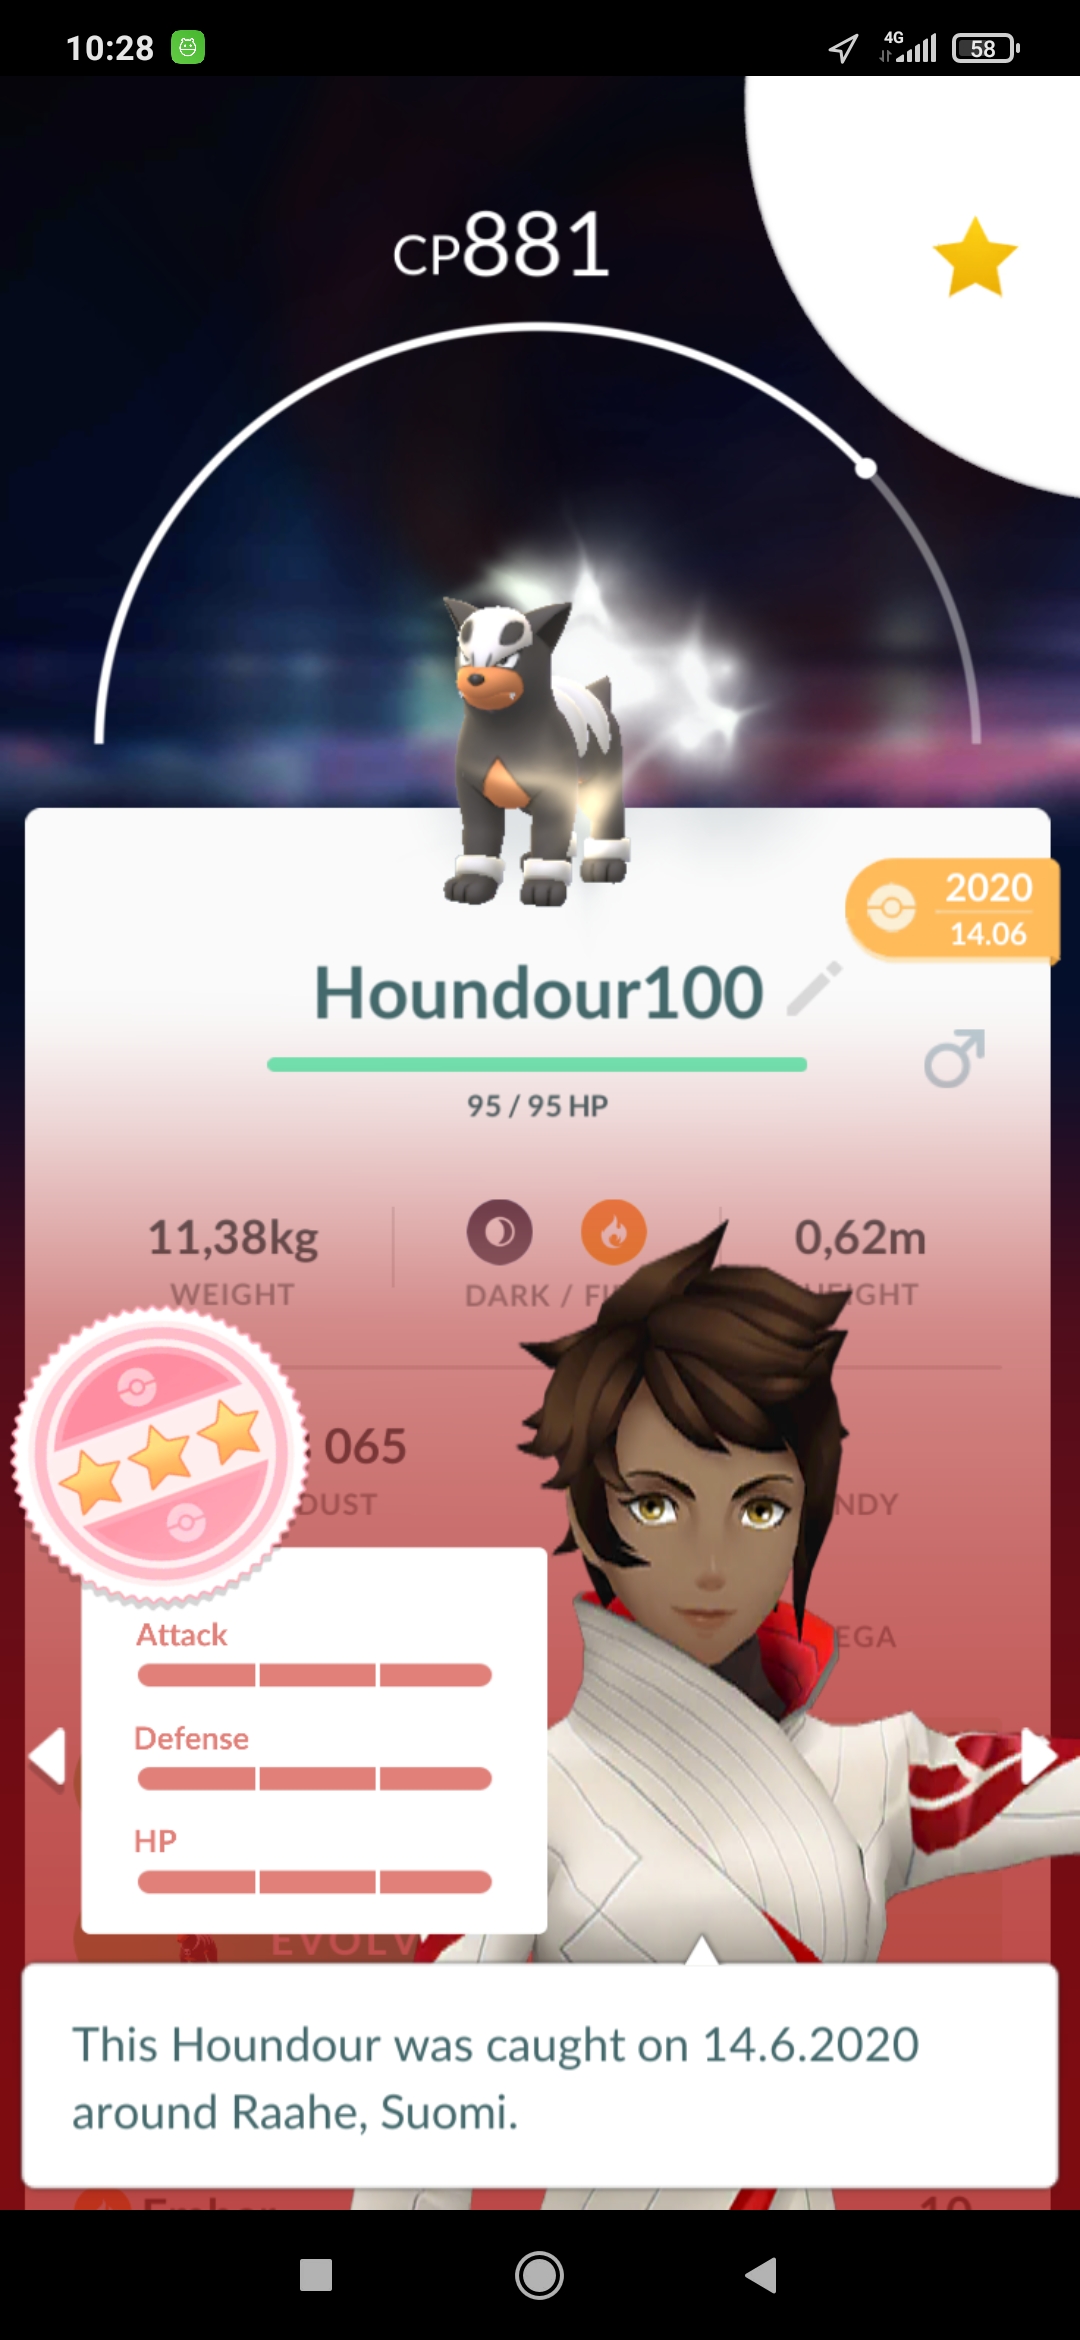 10:28
4G
58
CP881
2020
14.06
Houndour100
95 / 95 HP
11,38kg
0,62m
WEIGHT
DARK /
065
Attack
Defense
HP
This Houndour was caught on 14.6.2020
around Raahe, Suomi.